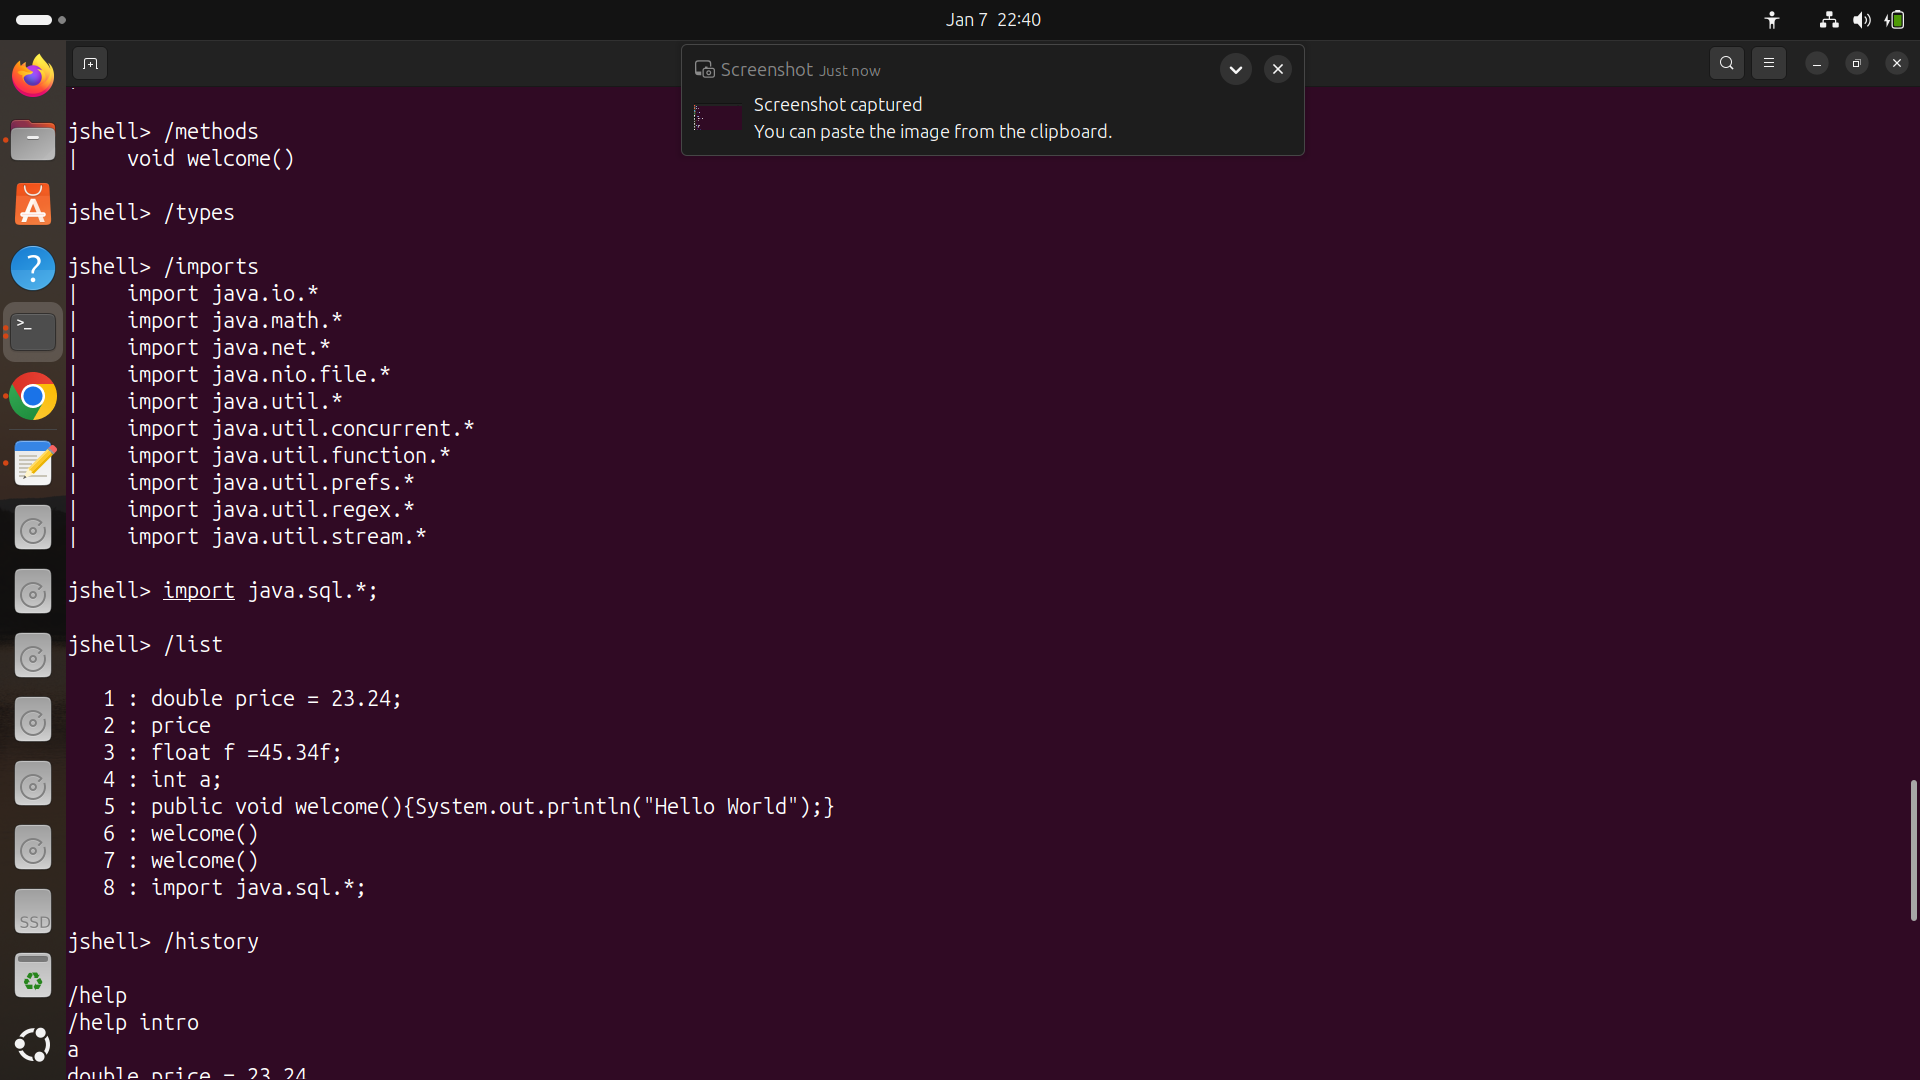 Jan 7  22:40
Screenshot Just now
Screenshot captured
You can paste the image from the clipboard.
jshell> /methods
|    void welcome()
jshell> /types
jshell> /imports
|    import java.io.*
|    import java.math.*
|    import java.net.*
|    import java.nio.file.*
|    import java.util.*
|    import java.util.concurrent.*
|    import java.util.function.*
|    import java.util.prefs.*
|    import java.util.regex.*
|    import java.util.stream.*
jshell> import java.sql.*;
jshell> /list
   1 : double price = 23.24;
   2 : price
   3 : float f =45.34f;
   4 : int a;
   5 : public void welcome(){System.out.println("Hello World");}
   6 : welcome()
   7 : welcome()
   8 : import java.sql.*;
jshell> /history
/help
/help intro
a
double price = 23.24
>_
SSD